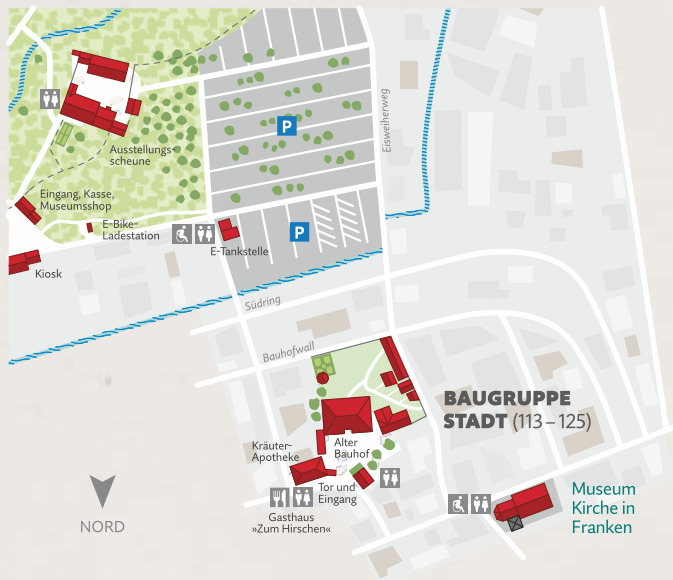 Ausstellungs-
scheune
Eingang, Kasse,
Museumsshop
E-Bike-
Ladestation
Kiosk
P
Eisweiherweg
P
E-Tankstelle
Südring
Bauhofwall
BAUGRUPPE
STADT (113 – 125)
Kräuter-
Apotheke
Alter
Bauhof
Tor und
Eingang
Gasthaus
»Zum Hirschen«
NORD
Museum
Kirche in
Franken